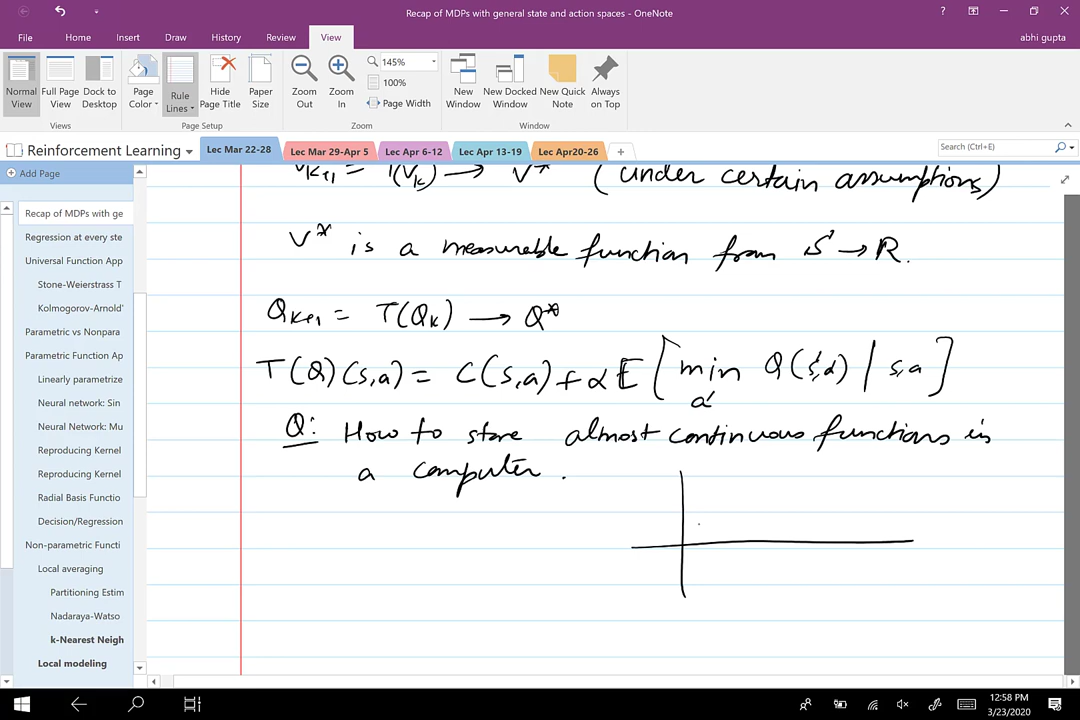 Recap of MDPs with general state and action spaces - OneNote
File Home Insert Draw History Review View abhi gupta
Normal View
Full Page View
Dock to Desktop
Page Color
Rule Lines
Hide Page Title
Paper Size
Zoom Out
Zoom In
145%
100%
Page Width
New Window
New Docked Window
New Quick Note
Always on Top
Views Page Setup Zoom Window
Reinforcement Learning Lec Mar 22-28 Lec Mar 29-Apr 5 Lec Apr 6-12 Lec Apr 13-19 Lec Apr20-26 + Search (Ctrl+E)
Add Page
Recap of MDPs with ge
Regression at every ste
Universal Function App
Stone-Weierstrass T
Kolmogorov-Arnold'
Parametric vs Nonpara
Parametric Function Ap
Linearly parametrize
Neural network: Sin
Neural Network: Mu
Reproducing Kernel
Reproducing Kernel
Radial Basis Functio
Decision/Regression
Non-parametric Functi
Local averaging
Partitioning Estim
Nadaraya-Watso
k-Nearest Neigh
Local modeling
V_{k+1} = T(V_k) → V* (under certain assumptions)
V* is a measurable function from S → R.
Q_{k+1} = T(Q_k) → Q*
T(Q)(s,a) = C(s,a) + α E [ min_{a'} Q(s',a') | s,a ]
Q: How to store almost continuous functions in
a computer.
12:58 PM
3/23/2020